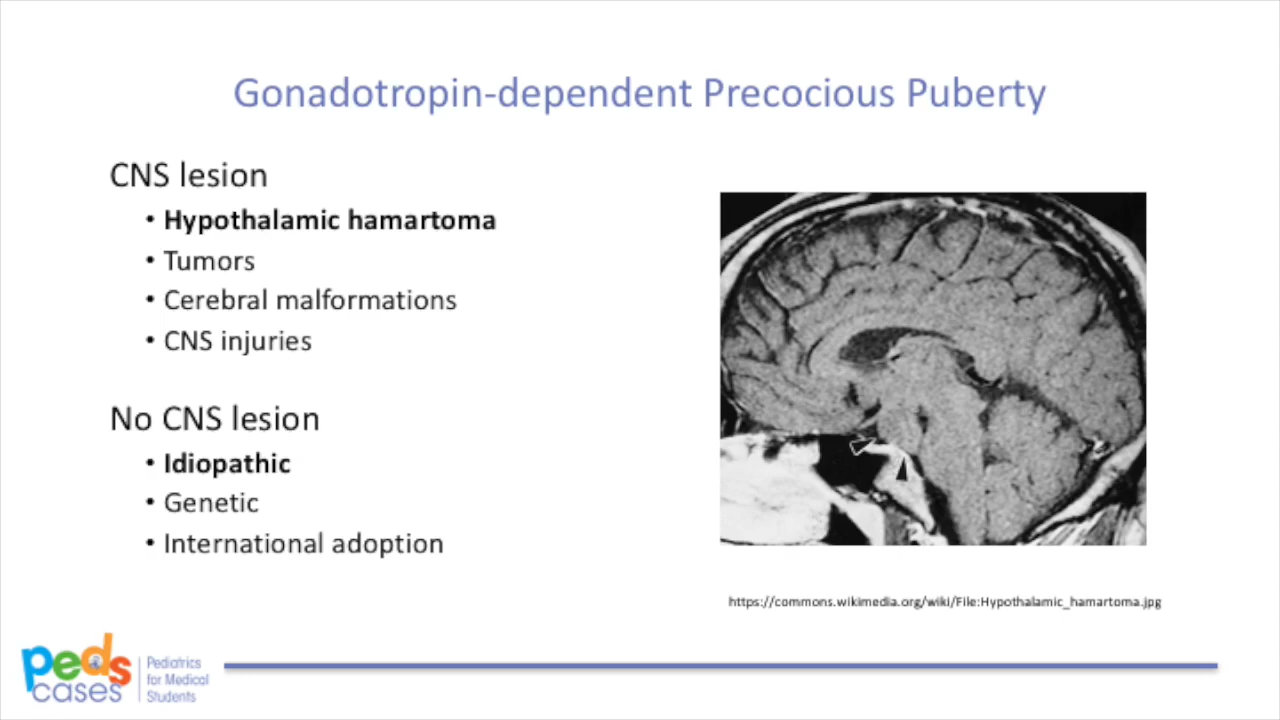 Gonadotropin-dependent Precocious Puberty
CNS lesion
• Hypothalamic hamartoma
• Tumors
• Cerebral malformations
• CNS injuries
No CNS lesion
• Idiopathic
• Genetic
• International adoption
https://commons.wikimedia.org/wiki/File:Hypothalamic_hamartoma.jpg
peds
cases
Pediatrics
for Medical
Students